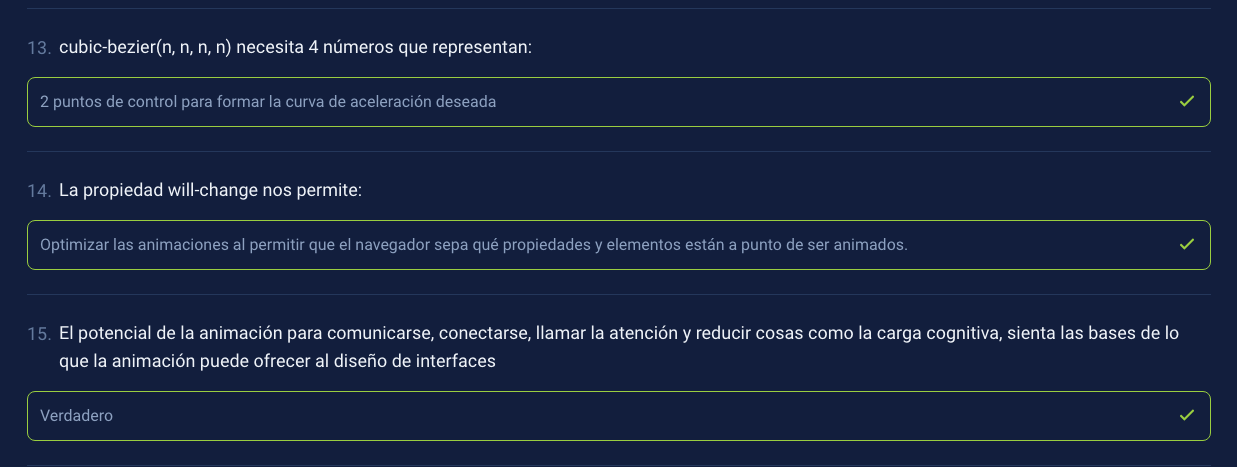 13. cubic-bezier(n, n, n, n) necesita 4 números que representan:
2 puntos de control para formar la curva de aceleración deseada
14. La propiedad will-change nos permite:
Optimizar las animaciones al permitir que el navegador sepa qué propiedades y elementos están a punto de ser animados.
15. El potencial de la animación para comunicarse, conectarse, llamar la atención y reducir cosas como la carga cognitiva, sienta las bases de lo
que la animación puede ofrecer al diseño de interfaces
Verdadero